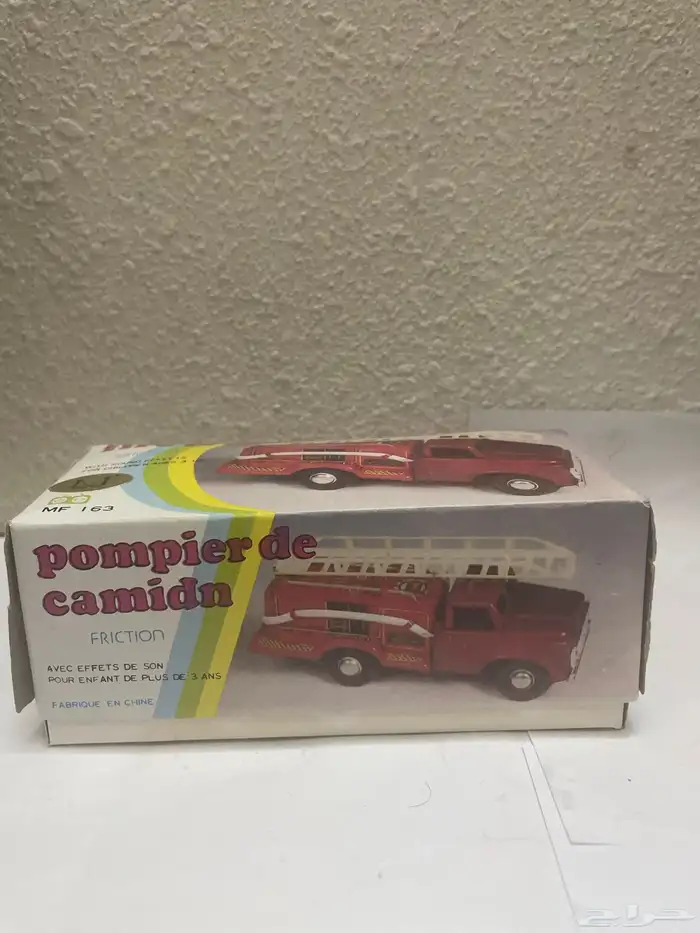 MF 163
pompier de
camidn
FRICTION
AVEC EFFETS DE SON
POUR ENFANT DE PLUS DE 3 ANS
FABRIQUE EN CHINE
حراج